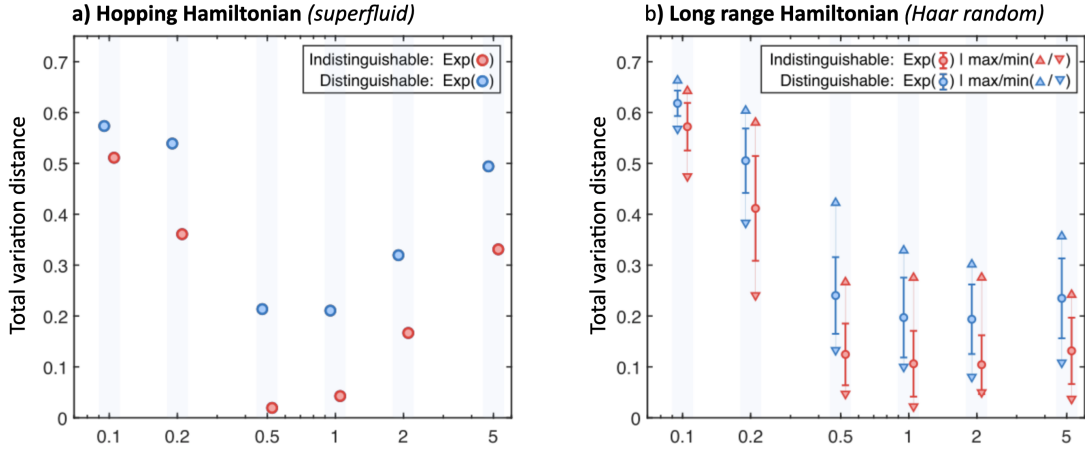 a) Hopping Hamiltonian (superfluid)
Indistinguishable: Exp( )
Distinguishable: Exp( )
Total variation distance
0.7
0.6
0.5
0.4
0.3
0.2
0.1
0
0.1 0.2 0.5 1 2 5
b) Long range Hamiltonian (Haar random)
Indistinguishable: Exp( ) | max/min( / )
Distinguishable: Exp( ) | max/min( / )
Total variation distance
0.7
0.6
0.5
0.4
0.3
0.2
0.1
0
0.1 0.2 0.5 1 2 5